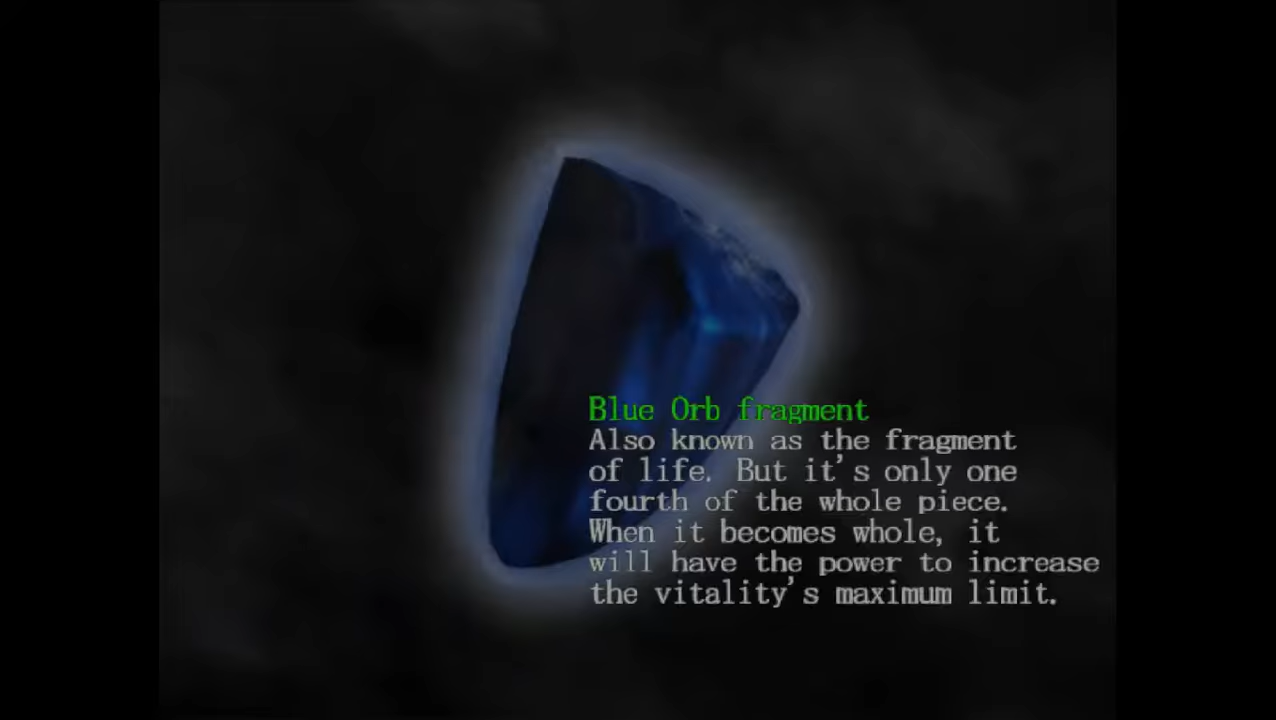 Blue Orb fragment
Also known as the fragment
of life. But it's only one
fourth of the whole piece.
When it becomes whole, it
will have the power to increase
the vitality's maximum limit.